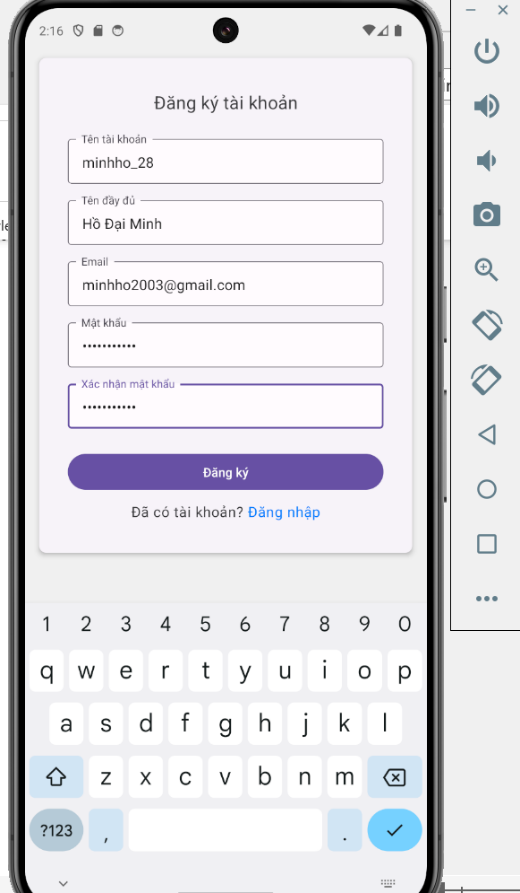 2:16
Đăng ký tài khoản
Tên tài khoản
minhho_28
Tên đầy đủ
Hồ Đại Minh
Email
minhho2003@gmail.com
Mật khẩu
•••••••••••
Xác nhận mật khẩu
•••••••••••
Đăng ký
Đã có tài khoản? Đăng nhập
1 2 3 4 5 6 7 8 9 0
q w e r t y u i o p
a s d f g h j k l
z x c v b n m
?123 , .